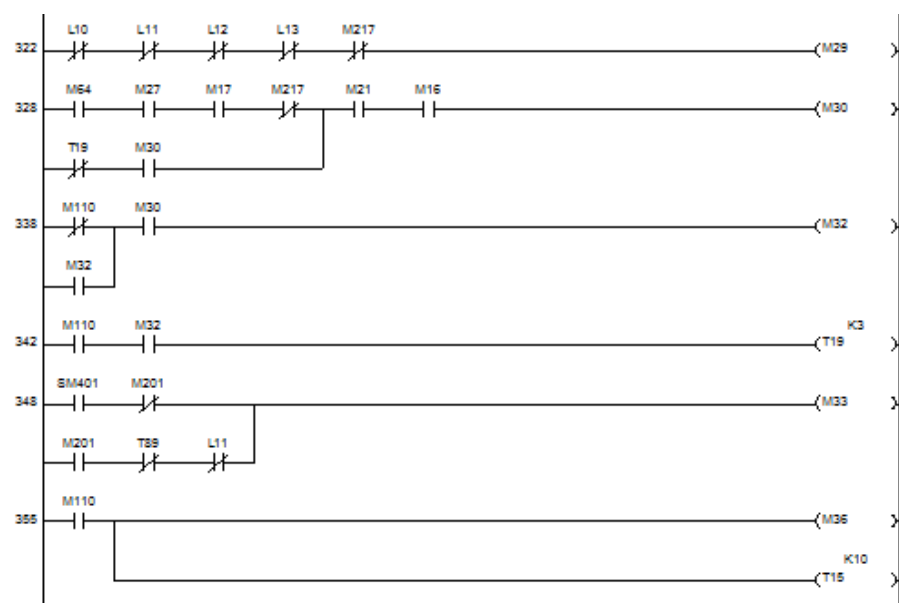 L10 L11 L12 L13 M217
322 (M29 )
M64 M27 M17 M217 M21 M16
328 (M30 )
T19 M30
M110 M30
338 (M32 )
M32
M110 M32 K3
342 (T19 )
SM401 M201
348 (M33 )
M201 T89 L11
M110
355 (M36 )
K10
(T15 )